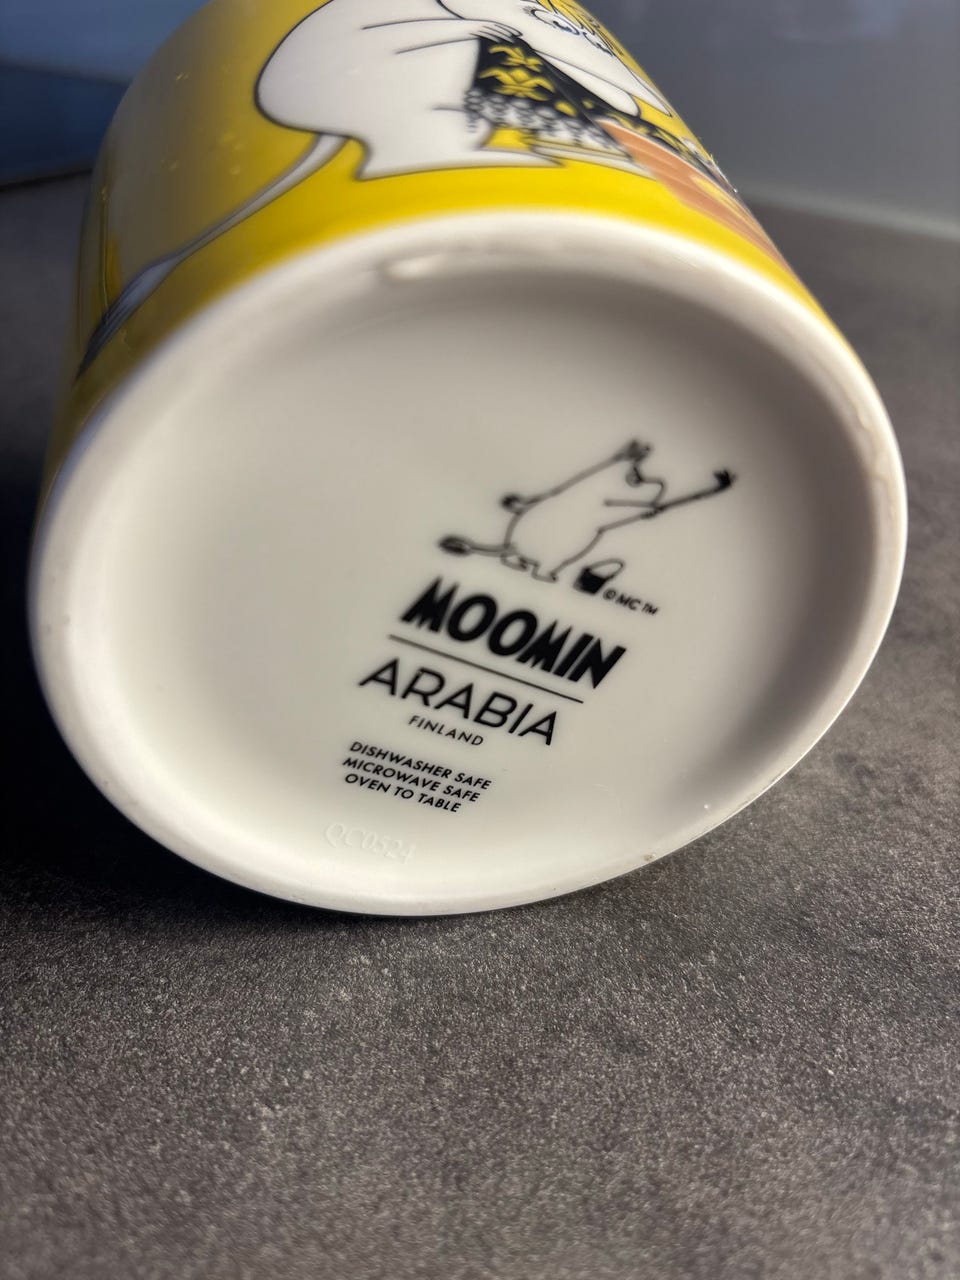 ©MC™
MOOMIN
ARABIA
FINLAND
DISHWASHER SAFE
MICROWAVE SAFE
OVEN TO TABLE
QC0524